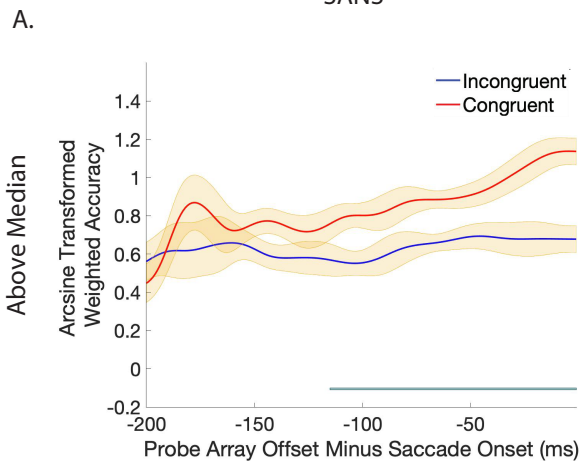 SANS
A.
Above Median
Arcsine Transformed
Weighted Accuracy
Incongruent
Congruent
1.4
1.2
1
0.8
0.6
0.4
0.2
0
-0.2
-200
-150
-100
-50
Probe Array Offset Minus Saccade Onset (ms)